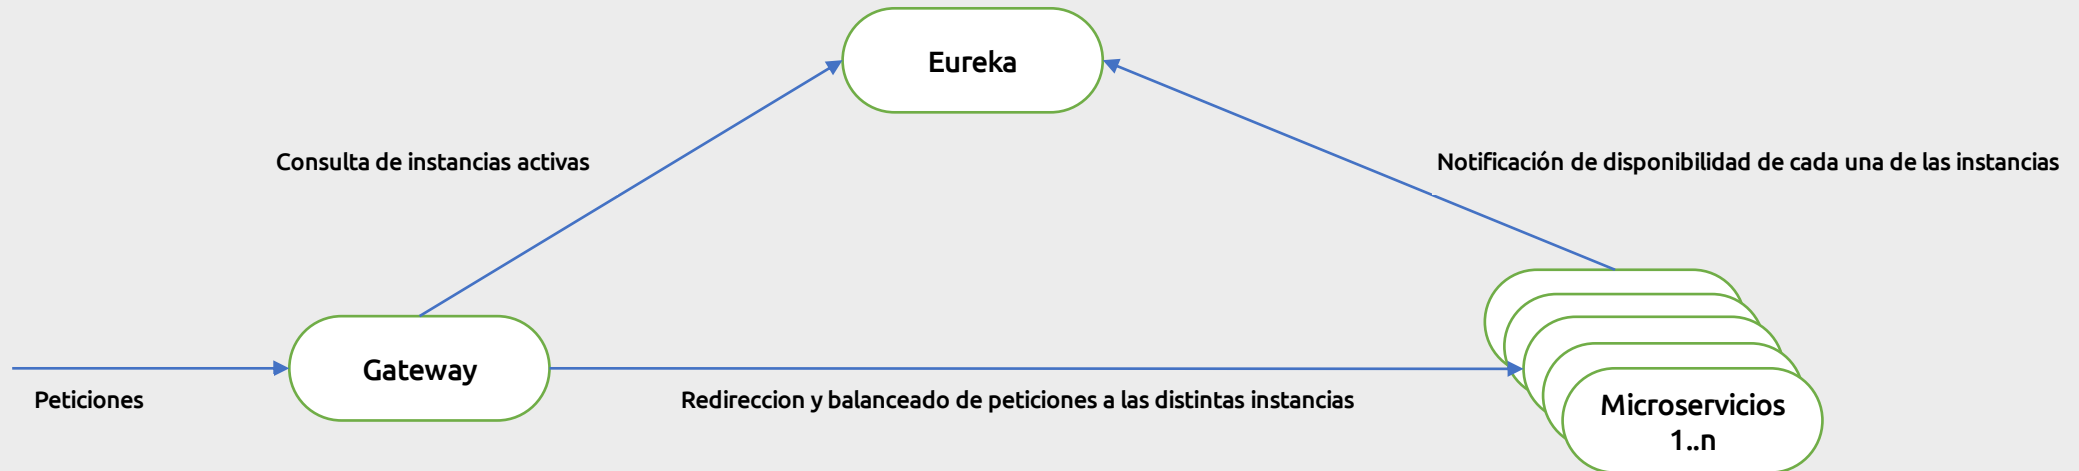 Eureka
Consulta de instancias activas
Notificación de disponibilidad de cada una de las instancias
Gateway
Peticiones
Redireccion y balanceado de peticiones a las distintas instancias
Microservicios
1..n